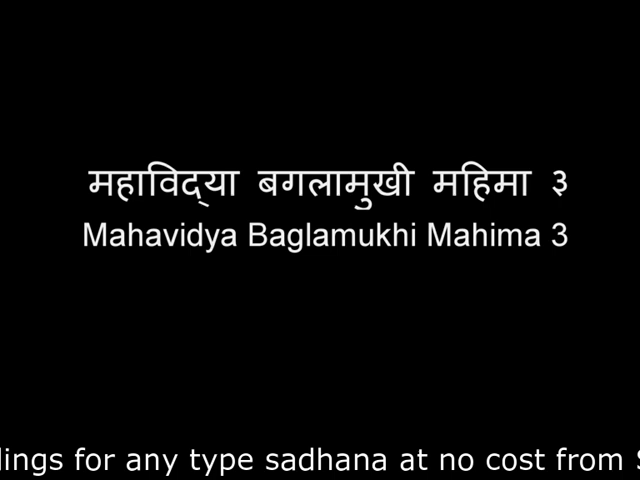 महाविद्‌या बगलामुखी महिमा ३
Mahavidya Baglamukhi Mahima 3
for any type sadhana at no cost from